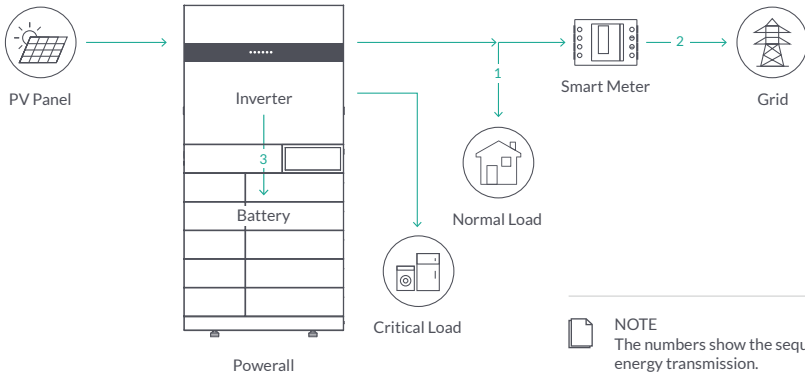 PV Panel
Inverter
3
Battery
Powerall
1
Normal Load
Critical Load
Smart Meter
2
Grid
NOTE
The numbers show the
energy transmission.